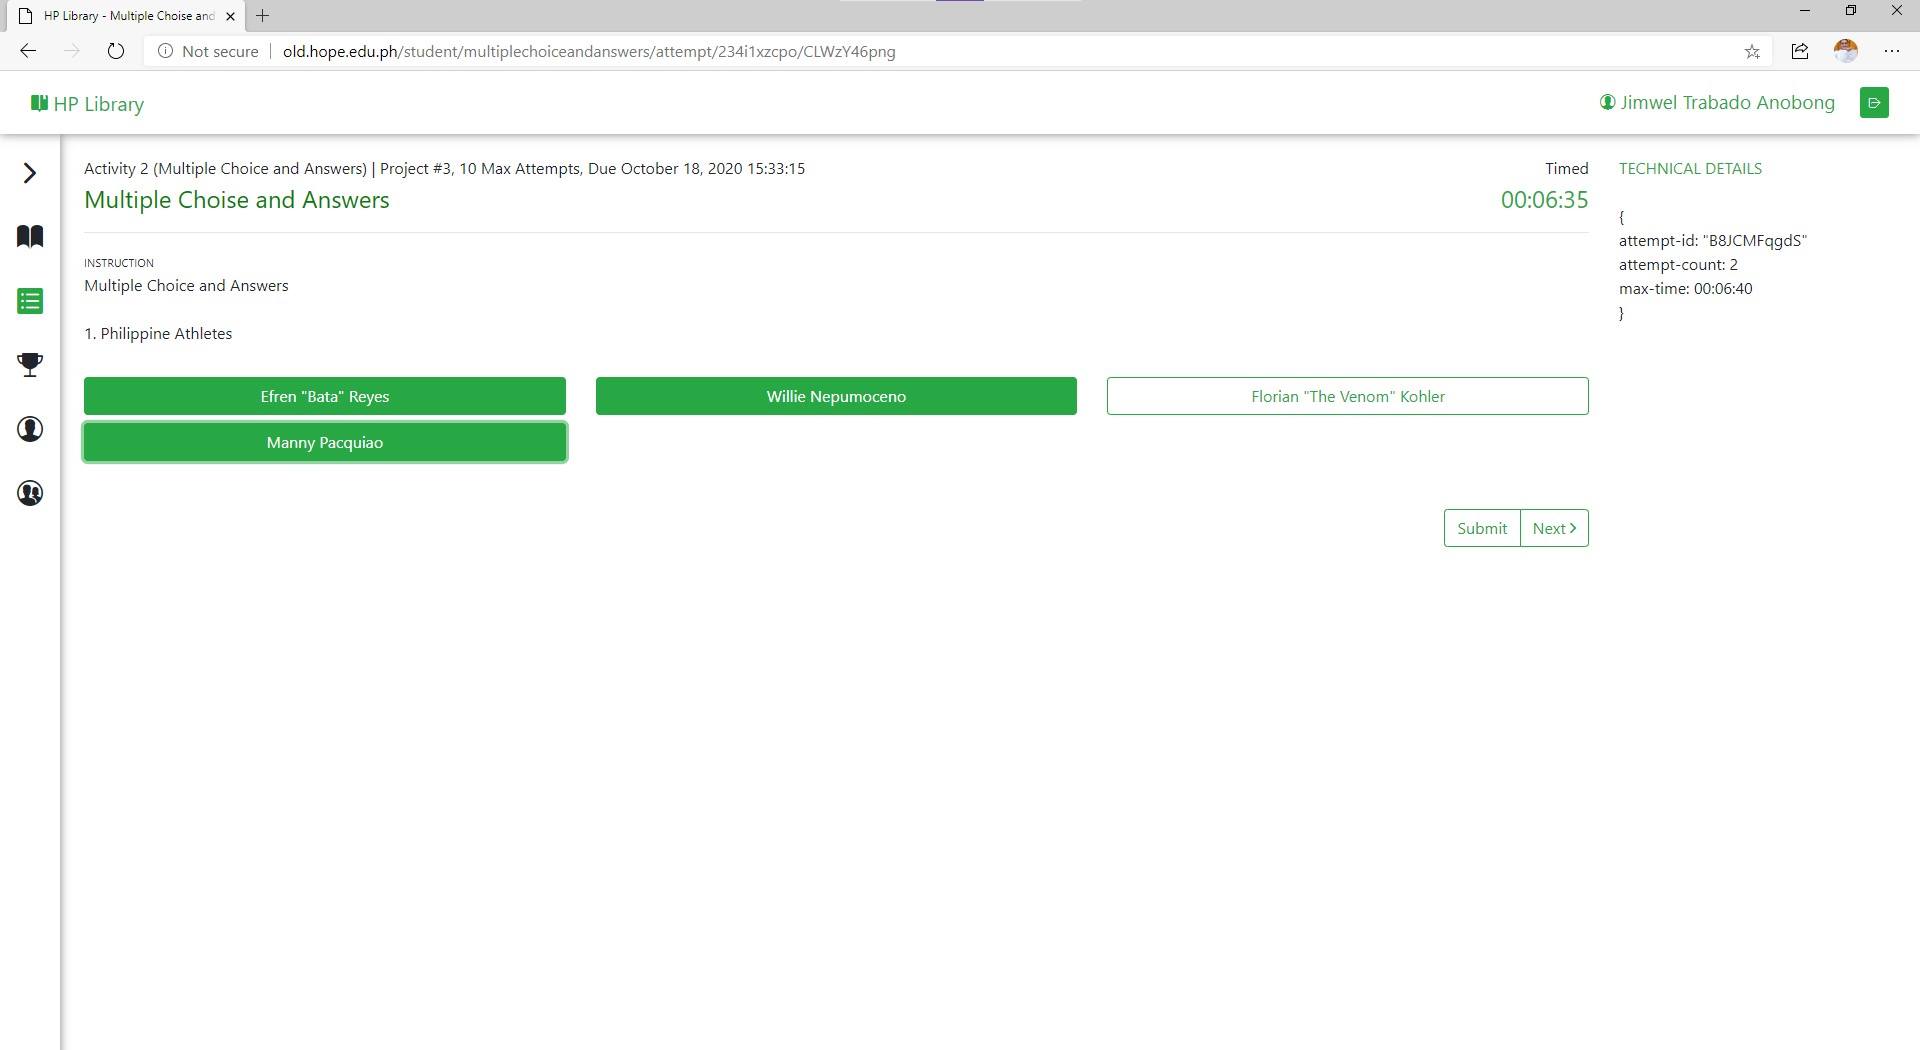 HP Library - Multiple Choise and
Not secure
old.hope.edu.ph/student/multiplechoiceandanswers/attempt/234i1xzcpo/CLWzY46png
HP Library
Jimwel Trabado Anobong
Activity 2 (Multiple Choice and Answers) | Project #3, 10 Max Attempts, Due October 18, 2020 15:33:15
Timed
Multiple Choise and Answers
00:06:35
INSTRUCTION
Multiple Choice and Answers
1. Philippine Athletes
Efren "Bata" Reyes
Willie Nepumoceno
Florian "The Venom" Kohler
Manny Pacquiao
Submit
Next
TECHNICAL DETAILS
{
attempt-id: "B8JCMFqgdS"
attempt-count: 2
max-time: 00:06:40
}